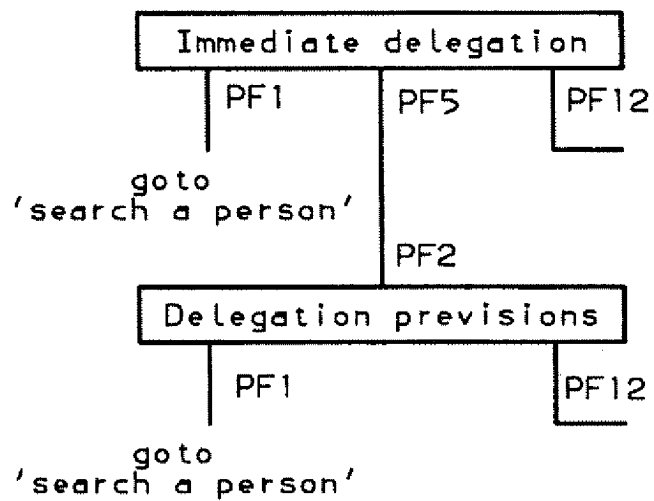 Immediate delegation
PF1 PF5 PF12
goto
'search a person'
PF2
Delegation previsions
PF1 PF12
goto
'search a person'